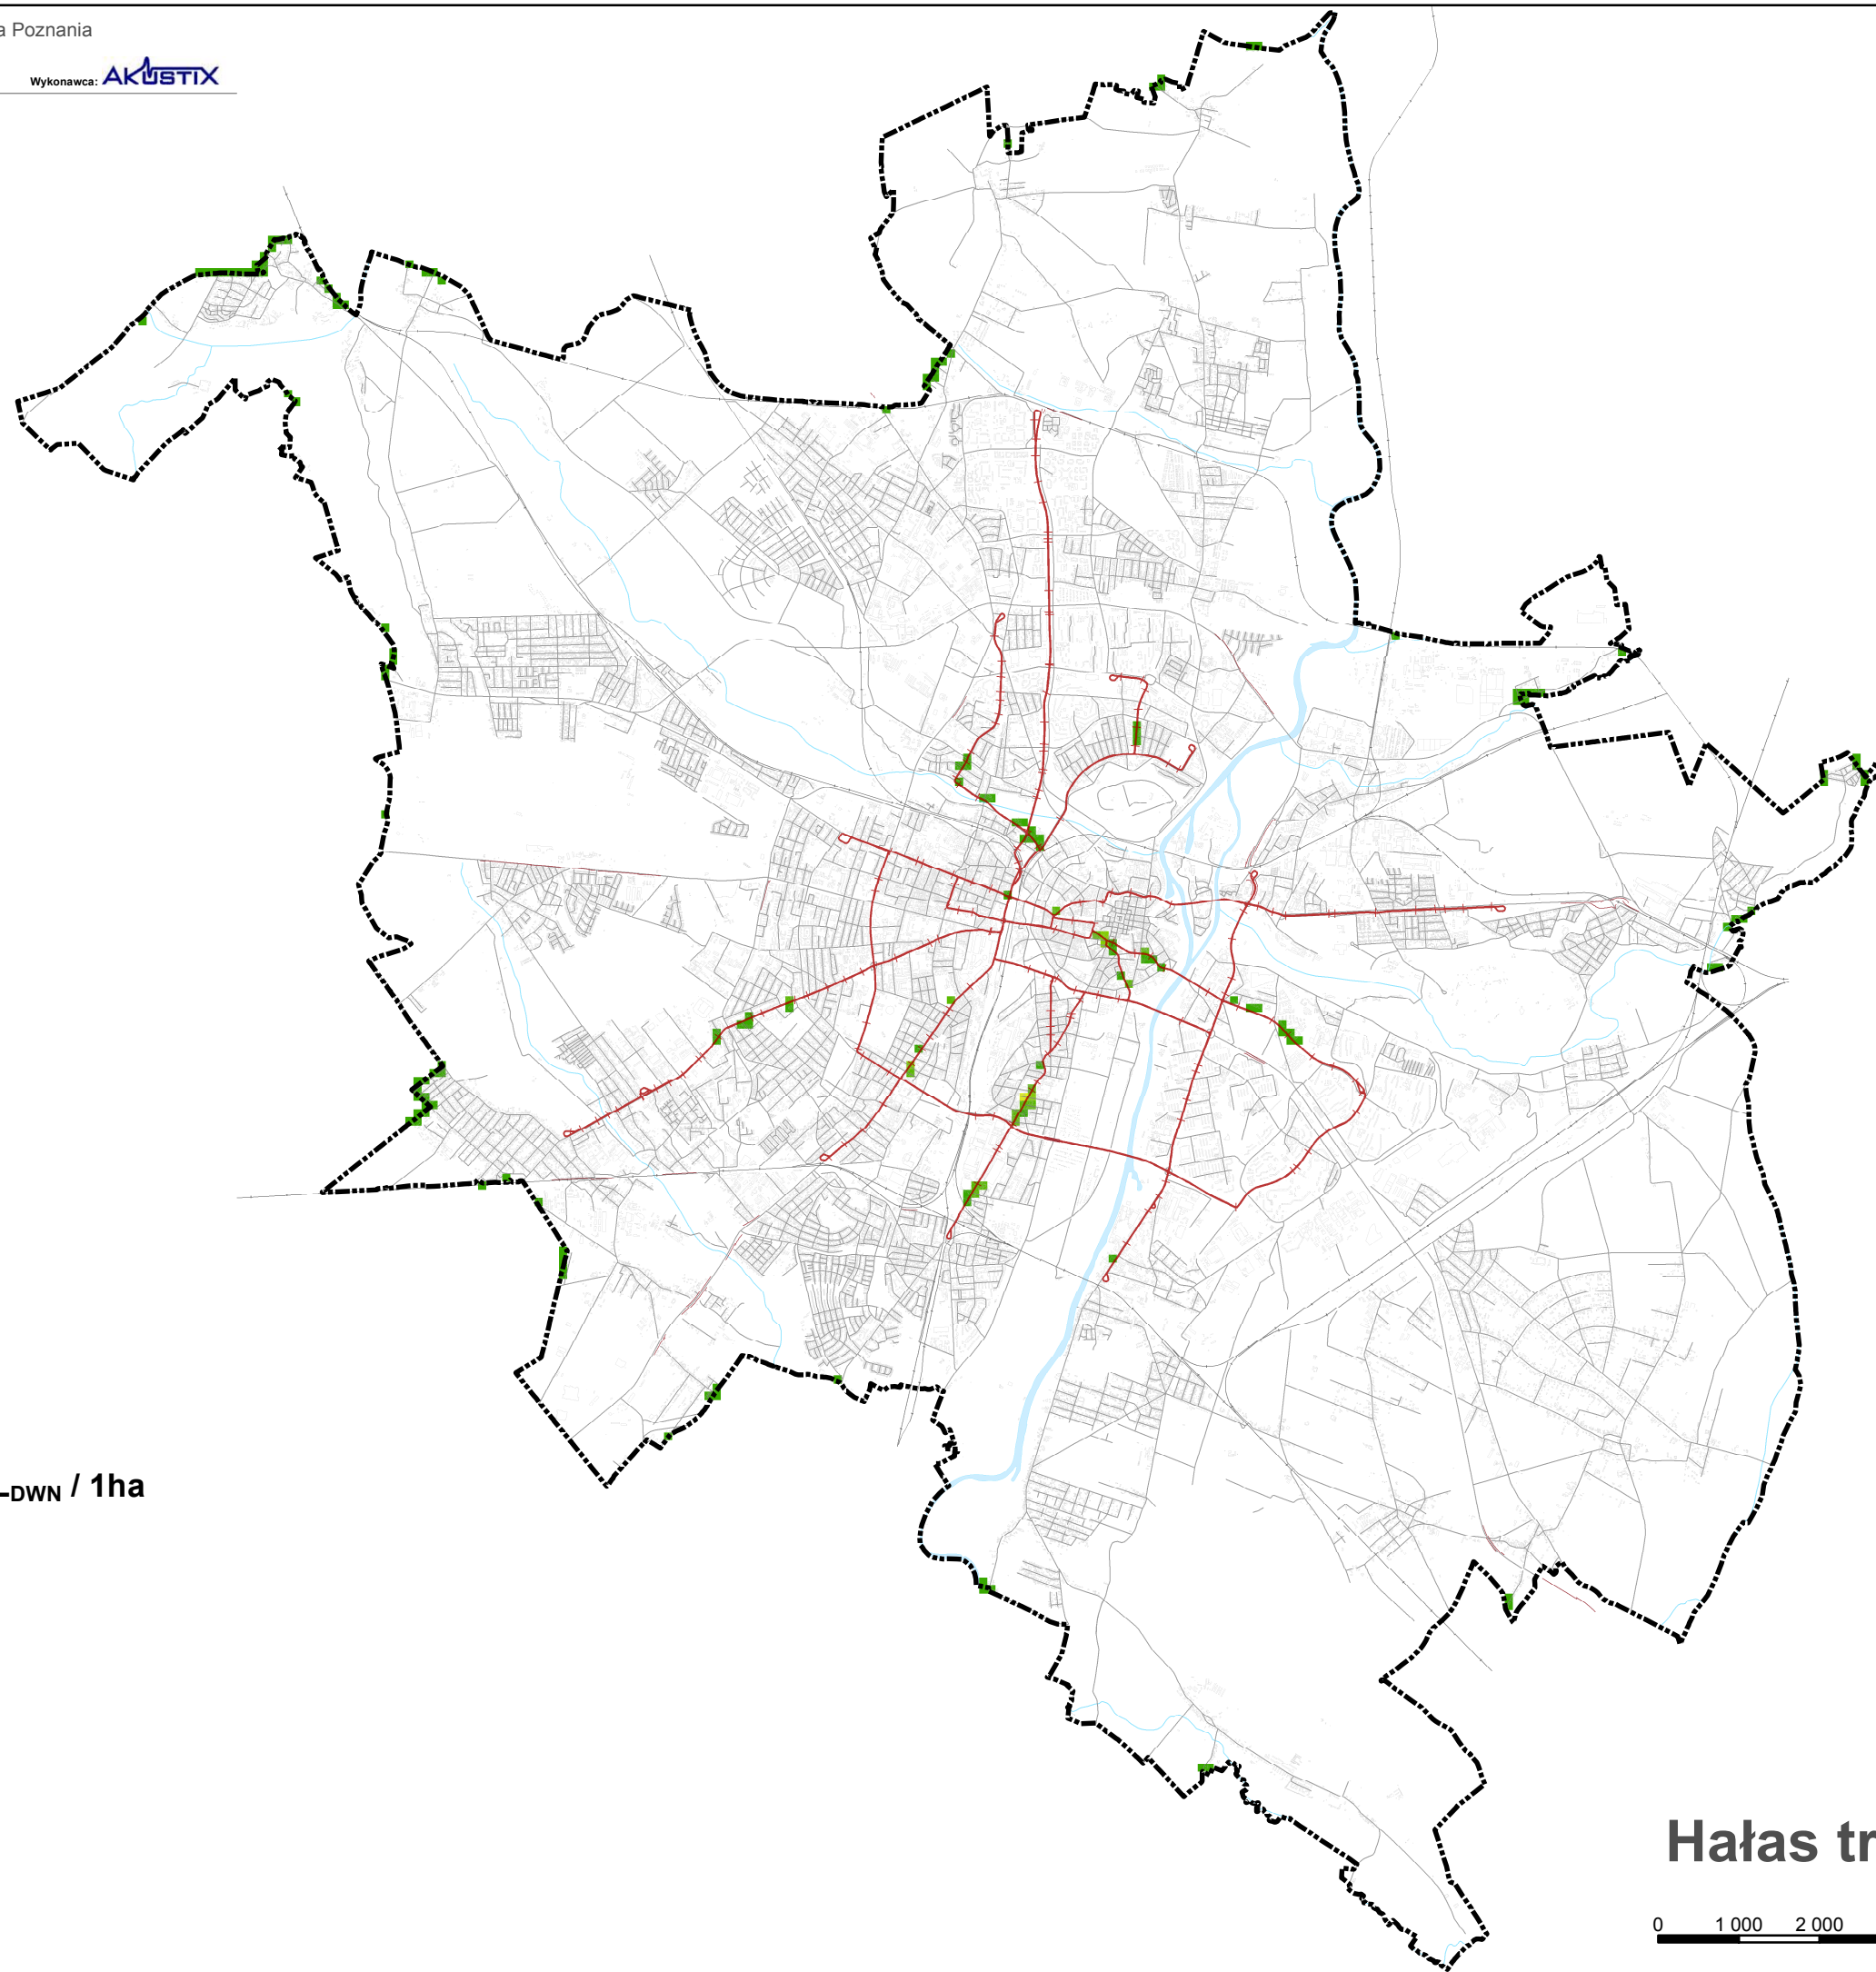 a Poznania
Wykonawca: AKUSTIX
-DWN / 1ha
Hałas tr
0 1 000 2 000